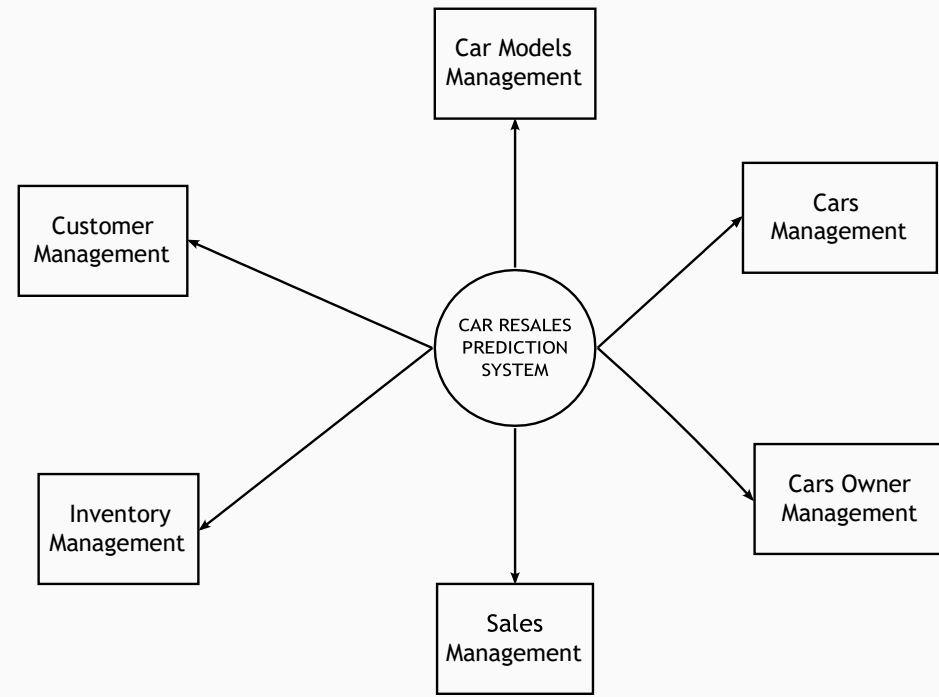 Car Models
Management
Cars
Management
Customer
Management
CAR RESALES
PREDICTION
SYSTEM
Cars Owner
Management
Inventory
Management
Sales
Management